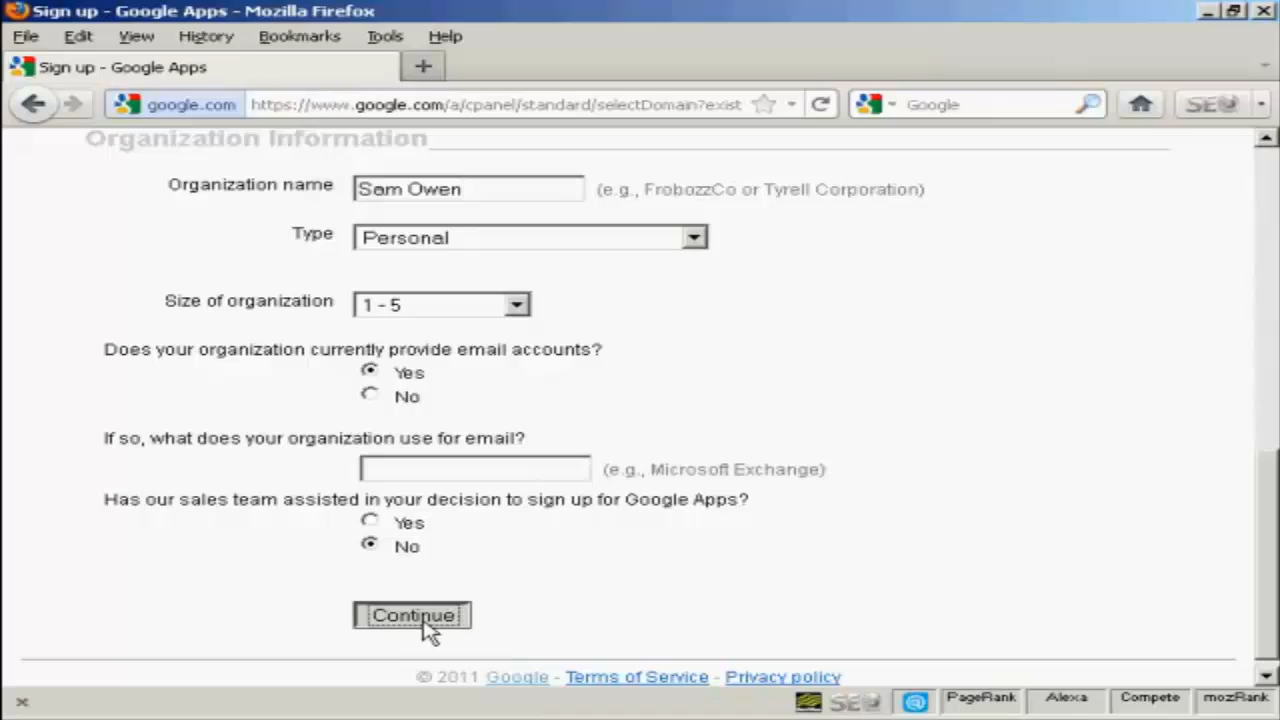 Sign up - Google Apps - Mozilla Firefox
File Edit View History Bookmarks Tools Help
Sign up - Google Apps
google.com https://www.google.com/a/cpanel/standard/selectDomain?exist Google SEO
Organization Information
Organization name Sam Owen (e.g., FrobozzCo or Tyrell Corporation)
Type Personal
Size of organization 1 - 5
Does your organization currently provide email accounts?
Yes
No
If so, what does your organization use for email?
(e.g., Microsoft Exchange)
Has our sales team assisted in your decision to sign up for Google Apps?
Yes
No
Continue
© 2011 Google - Terms of Service - Privacy policy
SEO PageRank Alexa Compete mozRank